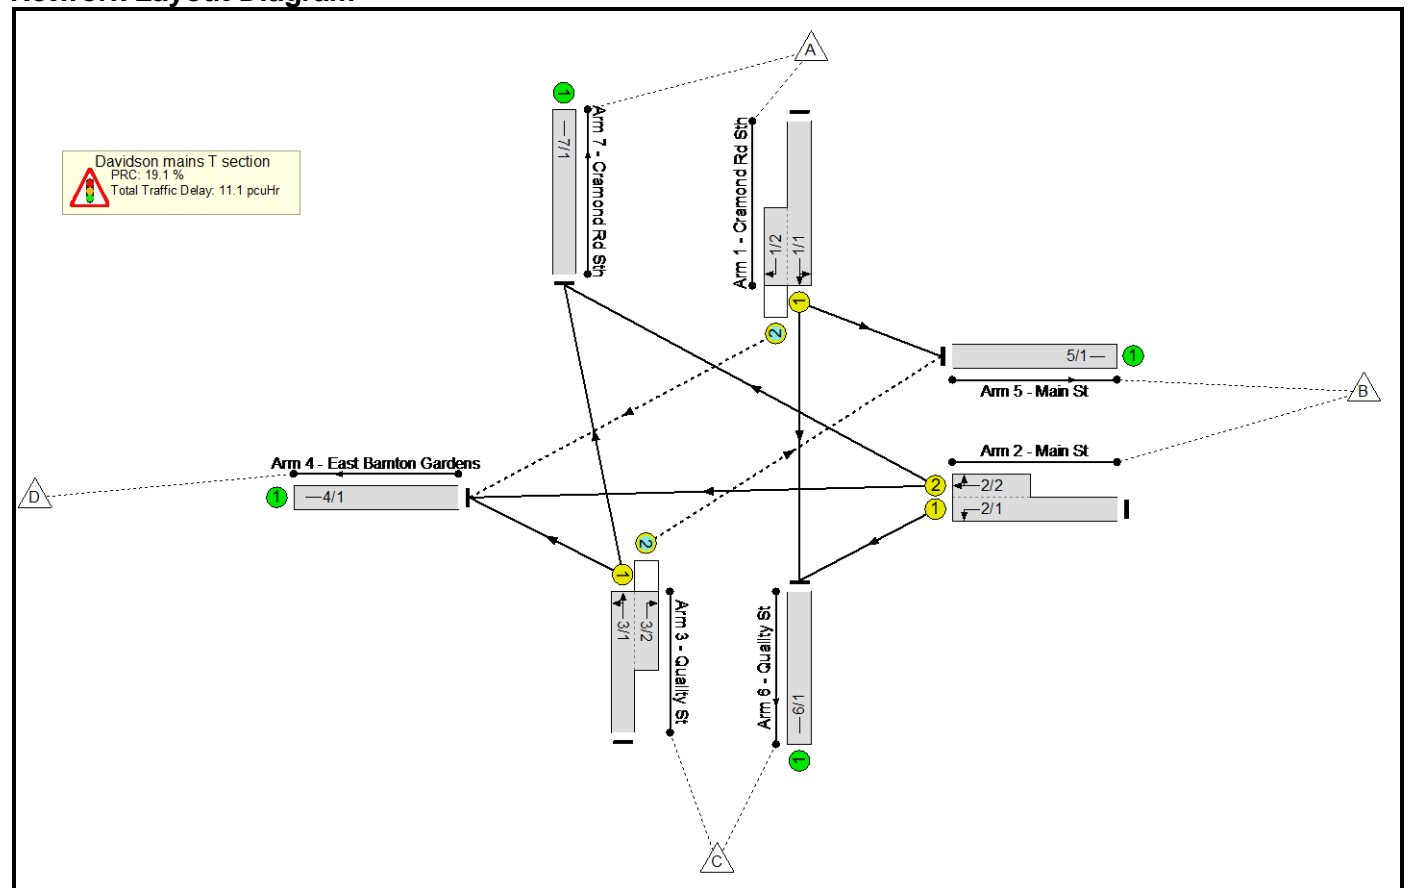 Network Layout Diagram
A
1
Arm 7 - Cramond Rd Sth
7/1
Arm 1 - Cramond Rd Sth
1/2
1/1
Davidson mains T section
PRC: 19.1 %
Total Traffic Delay: 11.1 pcuHr
1
2
5/1
1
Arm 5 - Main St
B
Arm 2 - Main St
Arm 4 - East Barnton Gardens
D
1
4/1
2
2/2
1
2/1
2
1
3/1
3/2
Arm 3 - Quality St
Arm 6 - Quality St
6/1
1
C